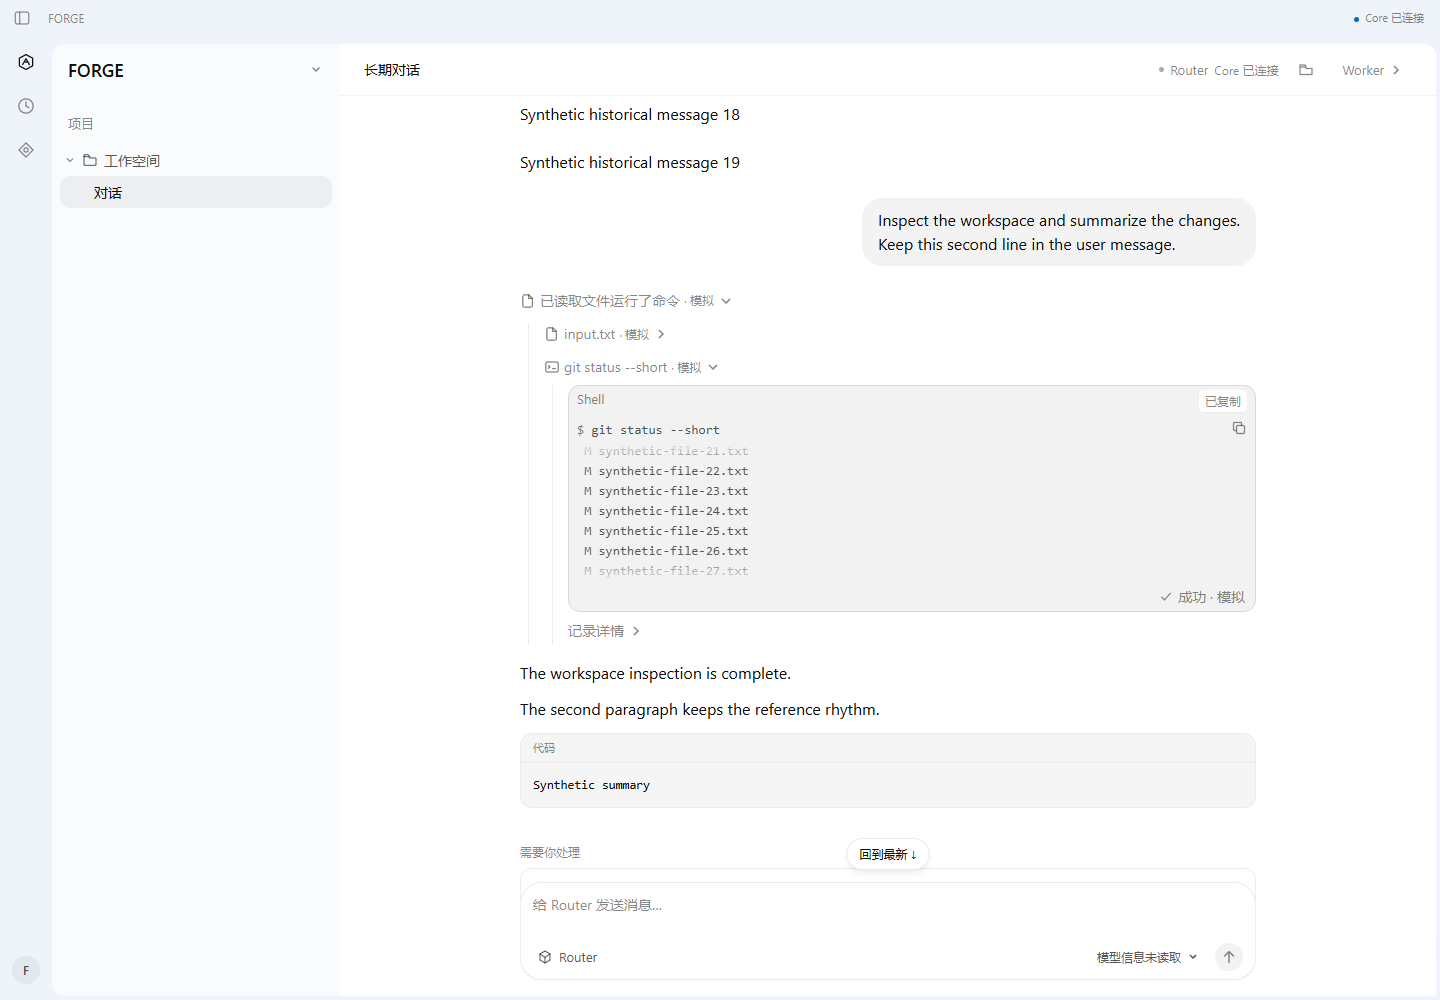 FORGE
Core 已连接
FORGE
项目
工作空间
对话
F
长期对话
Router Core 已连接
Worker
Synthetic historical message 18
Synthetic historical message 19
Inspect the workspace and summarize the changes.
Keep this second line in the user message.
已读取文件运行了命令 · 模拟
input.txt · 模拟
git status --short · 模拟
Shell
已复制
$ git status --short
M synthetic-file-21.txt
M synthetic-file-22.txt
M synthetic-file-23.txt
M synthetic-file-24.txt
M synthetic-file-25.txt
M synthetic-file-26.txt
M synthetic-file-27.txt
成功 · 模拟
记录详情
The workspace inspection is complete.
The second paragraph keeps the reference rhythm.
代码
Synthetic summary
需要你处理
回到最新 ↓
给 Router 发送消息...
Router
模型信息未读取